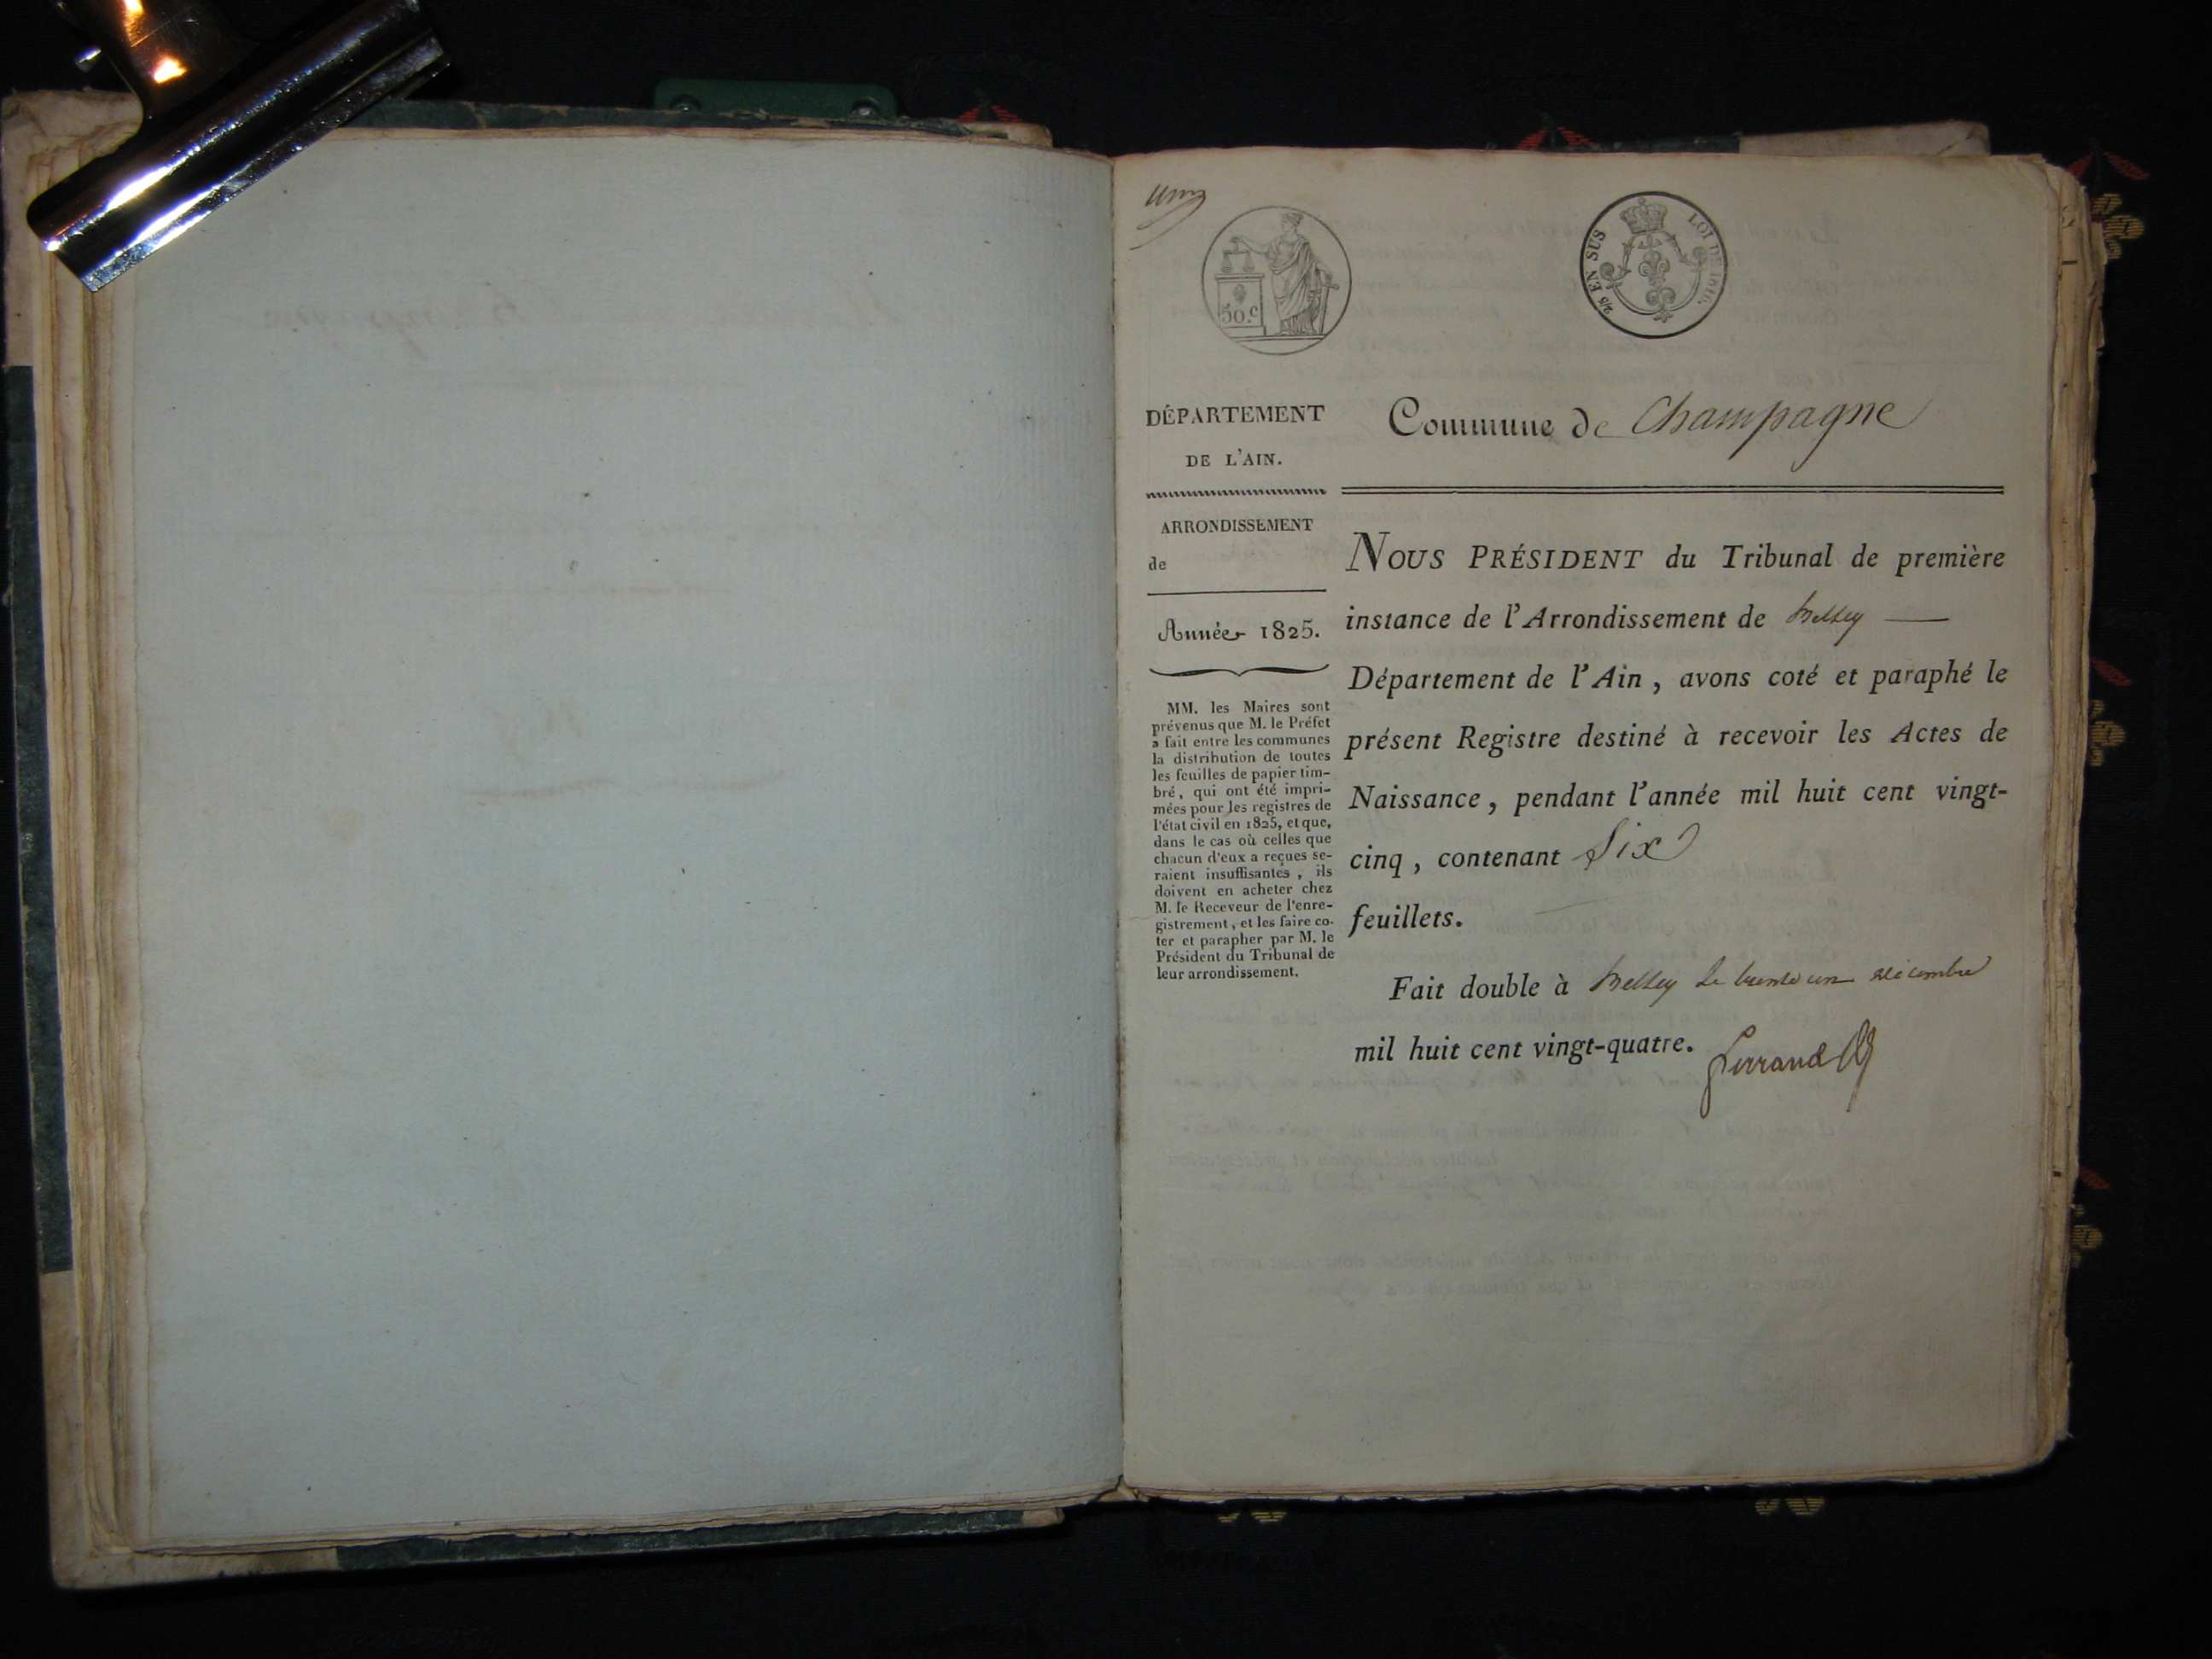 un
50.c
2/5 EN SUS LOI DE 1816.
DÉPARTEMENT
DE L'AIN.
Commune de Champagne
ARRONDISSEMENT
de
Année 1825.
MM. les Maires sont
prévenus que M. le Préfet
a fait entre les communes
la distribution de toutes
les feuilles de papier tim-
bré, qui ont été impri-
mées pour les registres de
l'état civil en 1825, et que,
dans le cas où celles que
chacun d'eux a reçues se-
raient insuffisantes, ils
doivent en acheter chez
M. le Receveur de l'enre-
gistrement, et les faire co-
ter et parapher par M. le
Président du Tribunal de
leur arrondissement.
NOUS PRÉSIDENT du Tribunal de première
instance de l'Arrondissement de Belley
Département de l'Ain, avons coté et paraphé le
présent Registre destiné à recevoir les Actes de
Naissance, pendant l'année mil huit cent vingt-
cinq, contenant Six
feuillets.
Fait double à Belley le trente un décembre
mil huit cent vingt-quatre.